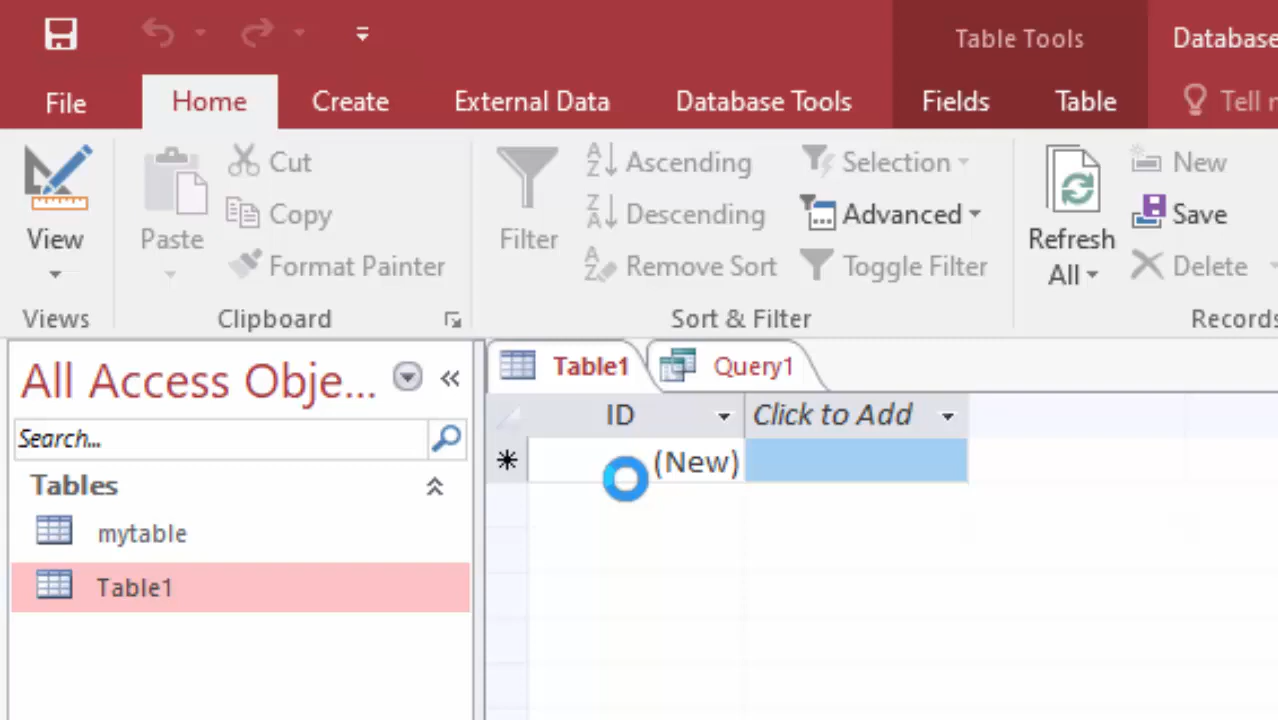 Table Tools
Database
File
Home
Create
External Data
Database Tools
Fields
Table
Tell
View
Views
Paste
Cut
Copy
Format Painter
Clipboard
Filter
Ascending
Descending
Remove Sort
Selection
Advanced
Toggle Filter
Sort & Filter
Refresh
All
New
Save
Delete
Records
All Access Obje...
Search...
Tables
mytable
Table1
Table1
Query1
ID
Click to Add
(New)